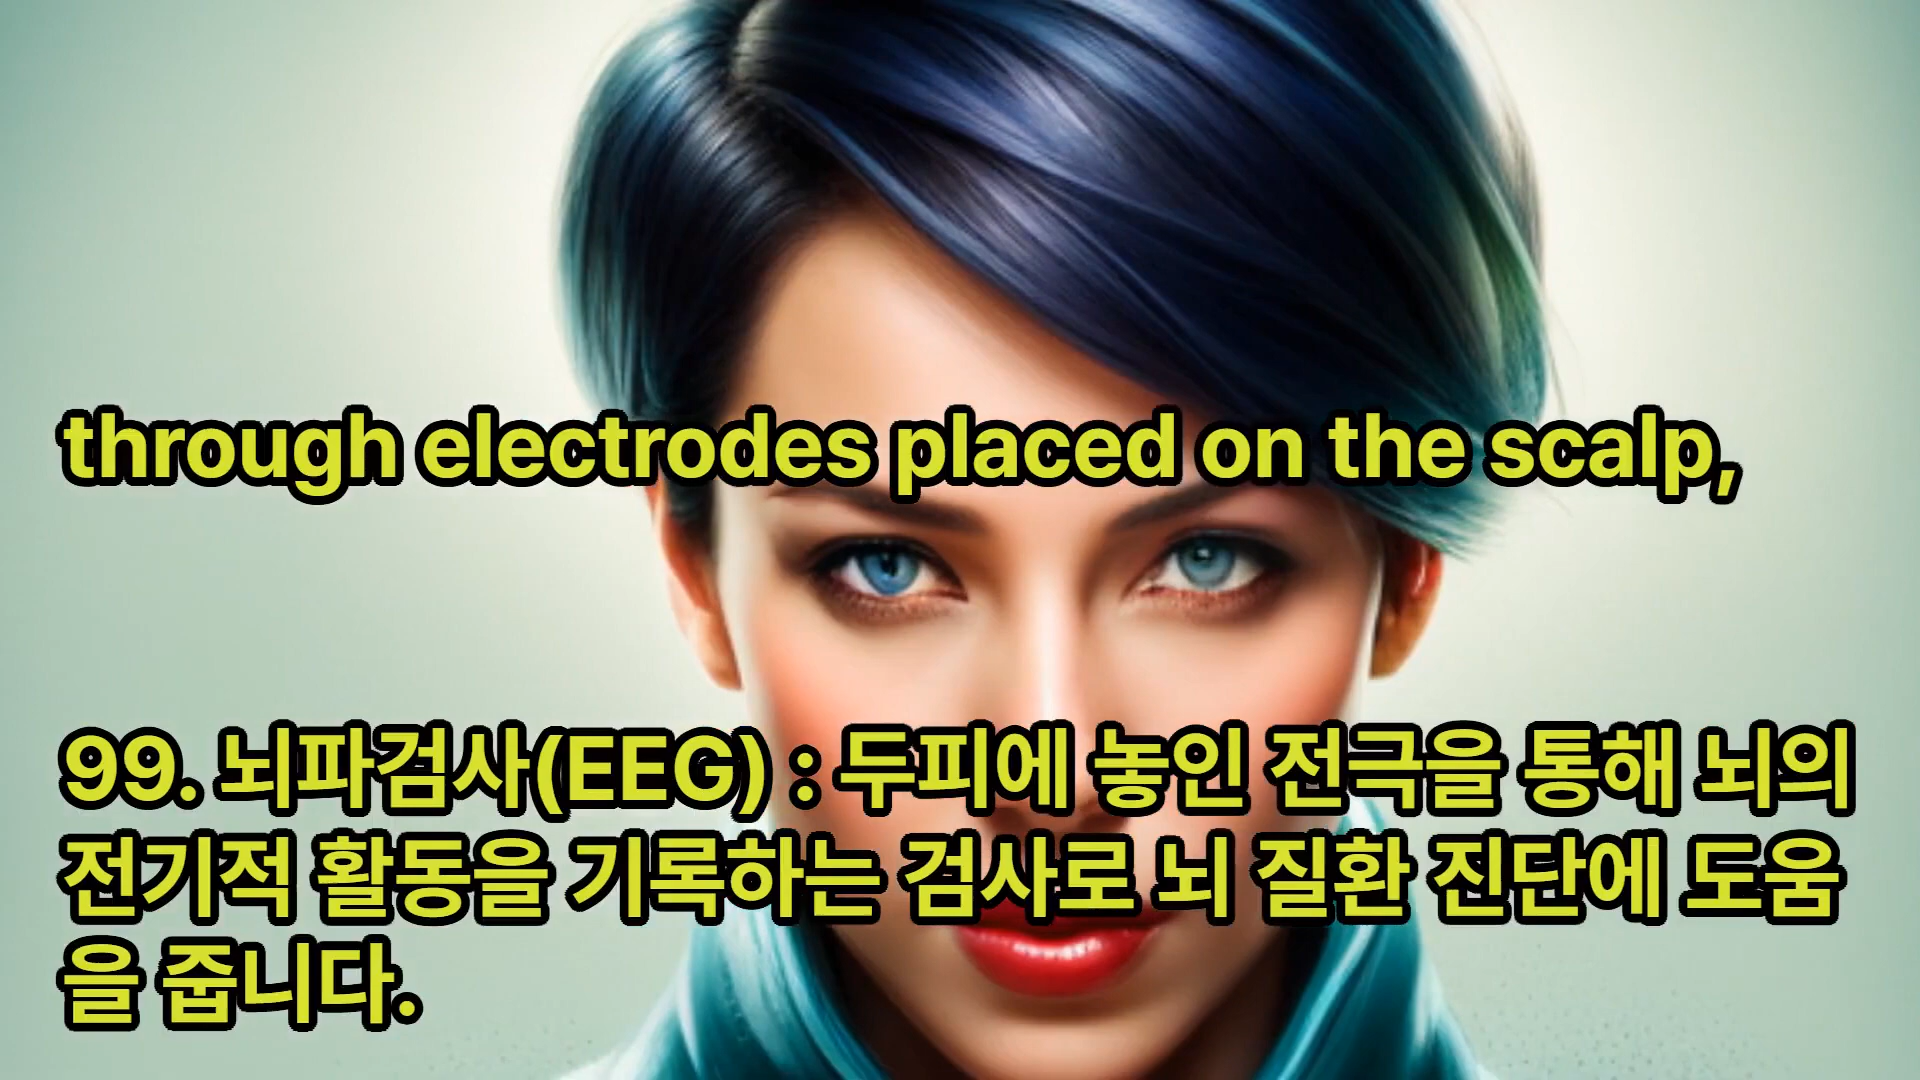 through electrodes placed on the scalp,
99. 뇌파검사(EEG) : 두피에 놓인 전극을 통해 뇌의
전기적 활동을 기록하는 검사로 뇌 질환 진단에 도움
을 줍니다.